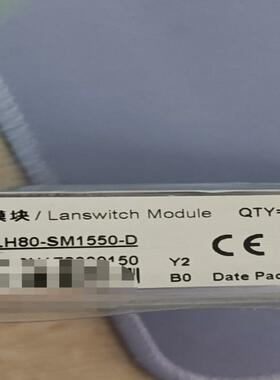 块 / Lanswitch Module QTY=
LH80-SM1550-D
Y2 CE
B0 Date Pac